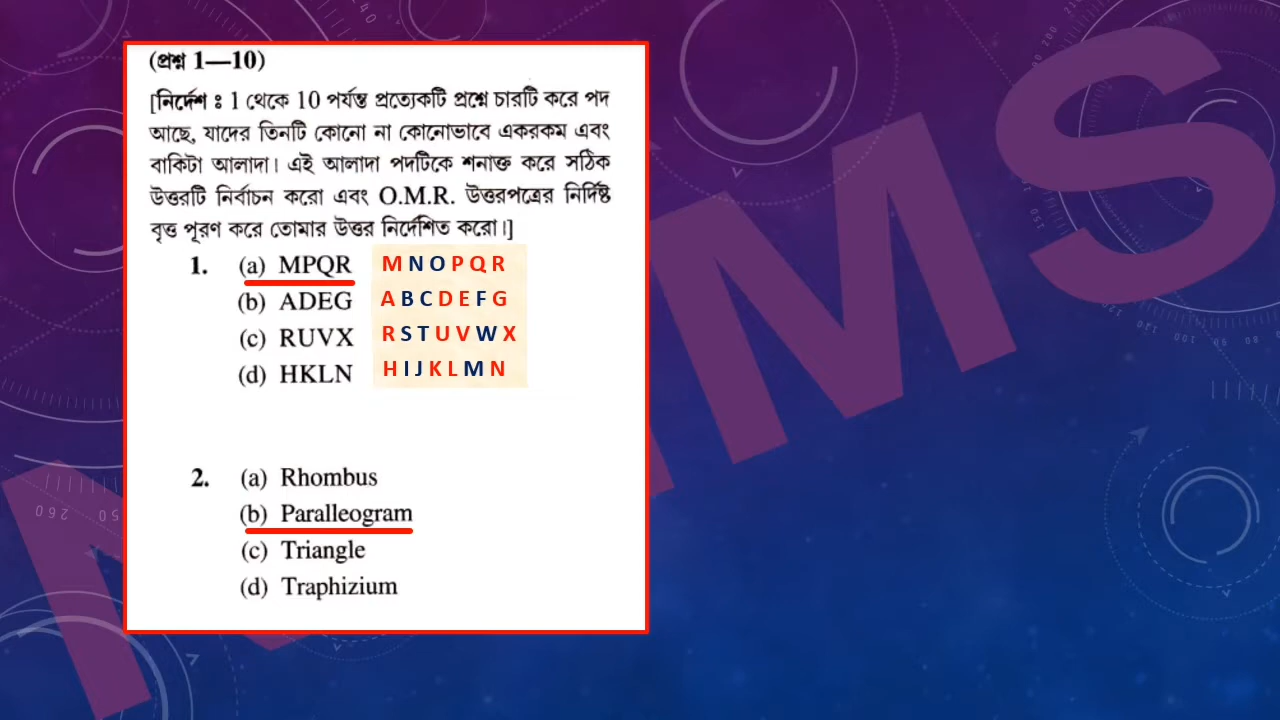 (প্রশ্ন 1—10)
[নির্দেশ ঃ 1 থেকে 10 পর্যন্ত প্রত্যেকটি প্রশ্নে চারটি করে পদ
আছে, যাদের তিনটি কোনো না কোনোভাবে একরকম এবং
বাকিটা আলাদা। এই আলাদা পদটিকে শনাক্ত করে সঠিক
উত্তরটি নির্বাচন করো এবং O.M.R. উত্তরপত্রের নির্দিষ্ট
বৃত্ত পূরণ করে তোমার উত্তর নির্দেশিত করো।]
1. (a) MPQR M N O P Q R
(b) ADEG A B C D E F G
(c) RUVX R S T U V W X
(d) HKLN H I J K L M N
2. (a) Rhombus
(b) Paralleogram
(c) Triangle
(d) Traphizium
NMMS